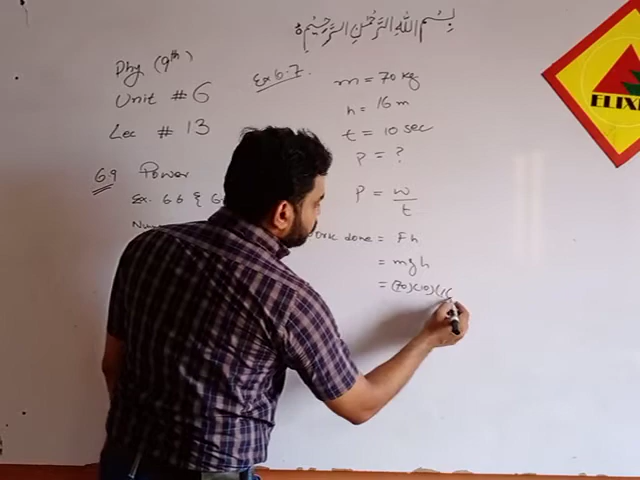 بِسْمِ اللّٰهِ الرَّحْمٰنِ الرَّحِيْمِ
Phy (9th)
Unit # 6
Lec # 13
6.9 Power
Ex. 6.6 &
Ex 6.7.
m = 70 kg
h = 16 m
t = 10 sec
P = ?
P = w/t
done = Fh
= mgh
= (70)(10)(16